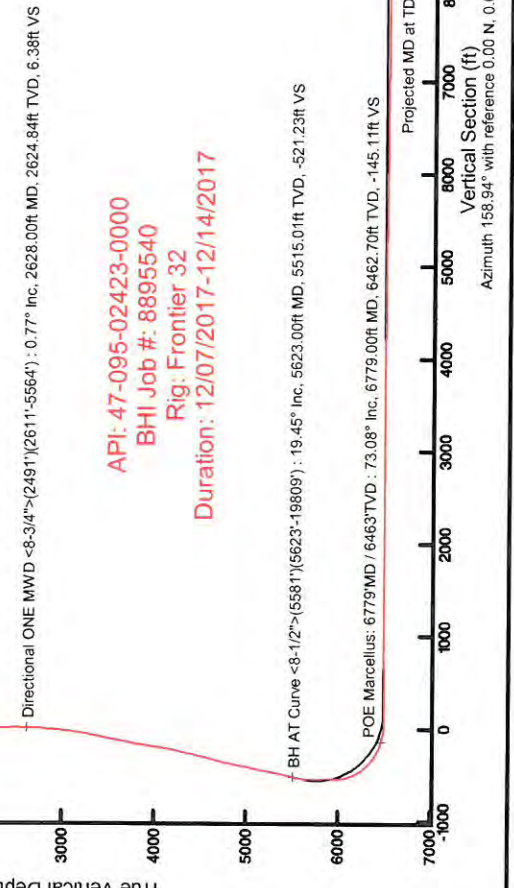 Directional ONE MWD <8-3/4">(2491')(2611'-5564') : 0.77° Inc, 2628.00ft MD, 2624.84ft TVD, 6.38ft VS
API: 47-095-02423-0000
BHI Job #: 8895540
Rig: Frontier 32
Duration: 12/07/2017-12/14/2017
BH AT Curve <8-1/2">(5581')(5623'-19809') : 19.45° Inc, 5623.00ft MD, 5515.01ft TVD, -521.23ft VS
POE Marcellus: 6779'MD / 6463'TVD : 73.08° Inc, 6779.00ft MD, 6462.70ft TVD, -145.11ft VS
Projected MD at TD
True Vertical
3000
4000
5000
6000
7000
-1000
0
1000
2000
3000
4000
5000
6000
7000
Vertical Section (ft)
Azimuth 158.94° with reference 0.00 N,